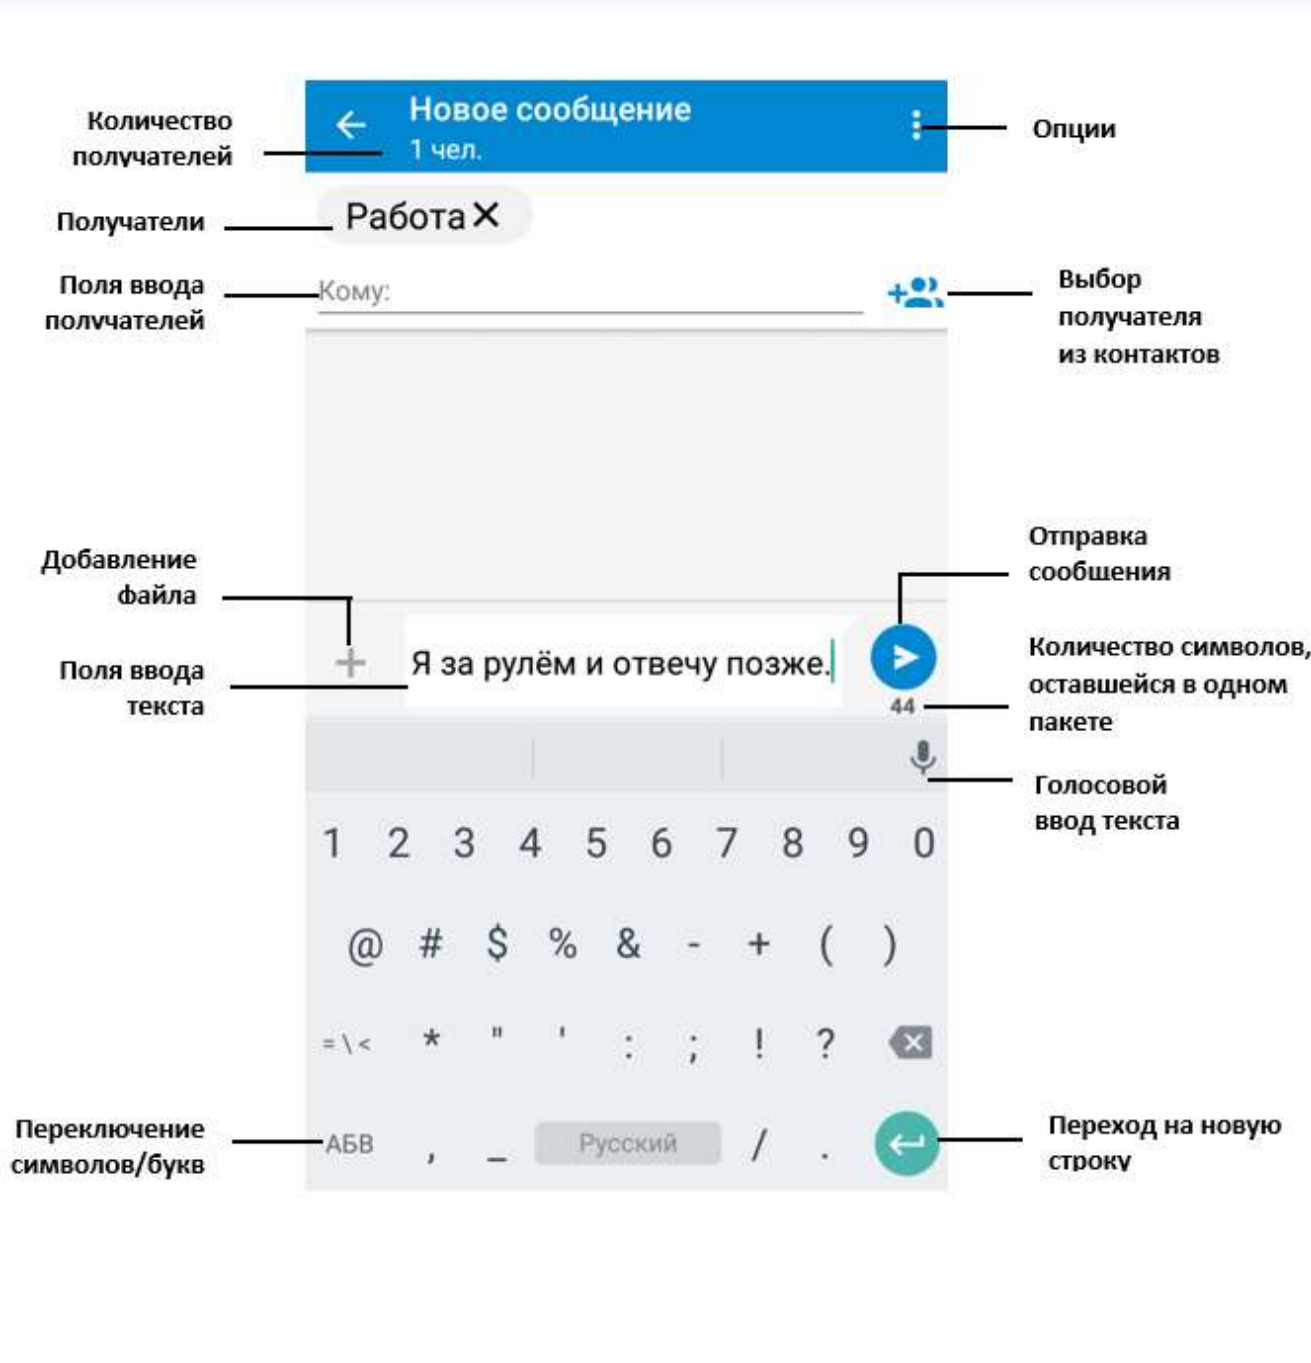 Количество
получателей
Новое сообщение
1 чел.
Опции
Получатели
Работа
Поля ввода
получателей
Кому:
Выбор
получателя
из контактов
Добавление
файла
Отправка
сообщения
Поля ввода
текста
Я за рулём и отвечу позже.
44
Количество символов,
оставшейся в одном
пакете
Голосовой
ввод текста
1 2 3 4 5 6 7 8 9 0
@ # $ % & - + ( )
= \ < * " ' : ; ! ?
Переключение
символов/букв
АБВ , _ Русский / .
Переход на новую
строку